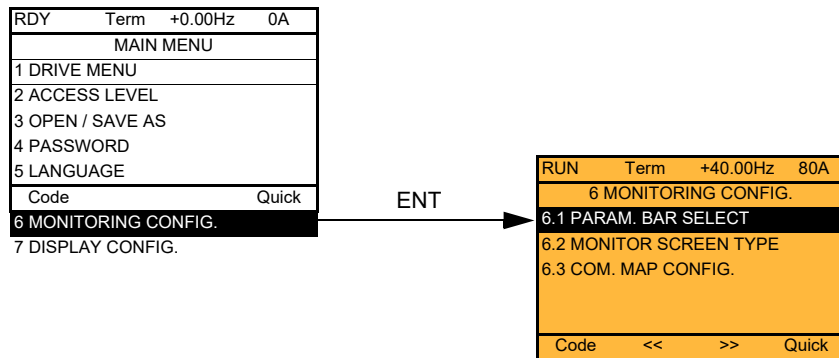 RDY Term +0.00Hz 0A
MAIN MENU
1 DRIVE MENU
2 ACCESS LEVEL
3 OPEN / SAVE AS
4 PASSWORD
5 LANGUAGE
Code Quick
6 MONITORING CONFIG.
7 DISPLAY CONFIG.
ENT
RUN Term +40.00Hz 80A
6 MONITORING CONFIG.
6.1 PARAM. BAR SELECT
6.2 MONITOR SCREEN TYPE
6.3 COM. MAP CONFIG.
Code << >> Quick